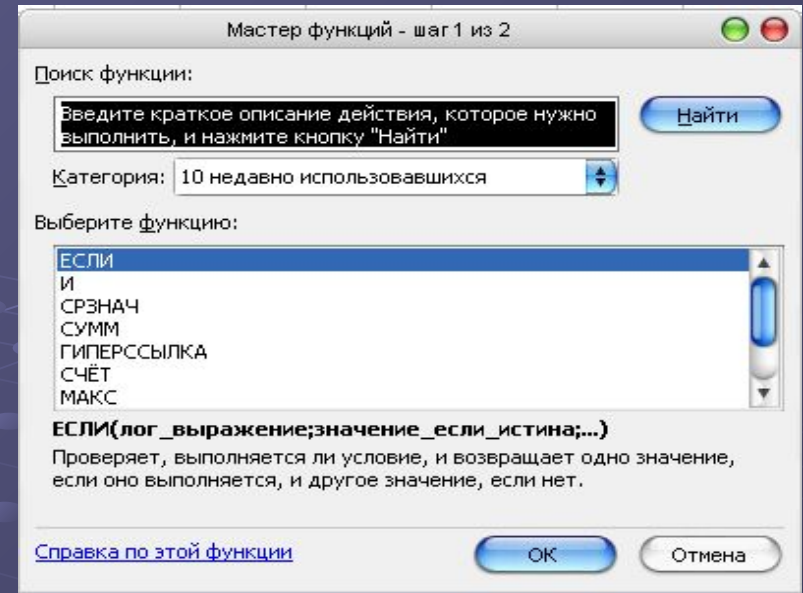 Мастер функций - шаг 1 из 2
Поиск функции:
Введите краткое описание действия, которое нужно
выполнить, и нажмите кнопку "Найти"
Найти
Категория: 10 недавно использовавшихся
Выберите функцию:
ЕСЛИ
И
СРЗНАЧ
СУММ
ГИПЕРССЫЛКА
СЧЁТ
МАКС
ЕСЛИ(лог_выражение;значение_если_истина;...)
Проверяет, выполняется ли условие, и возвращает одно значение,
если оно выполняется, и другое значение, если нет.
Справка по этой функции
ОК
Отмена